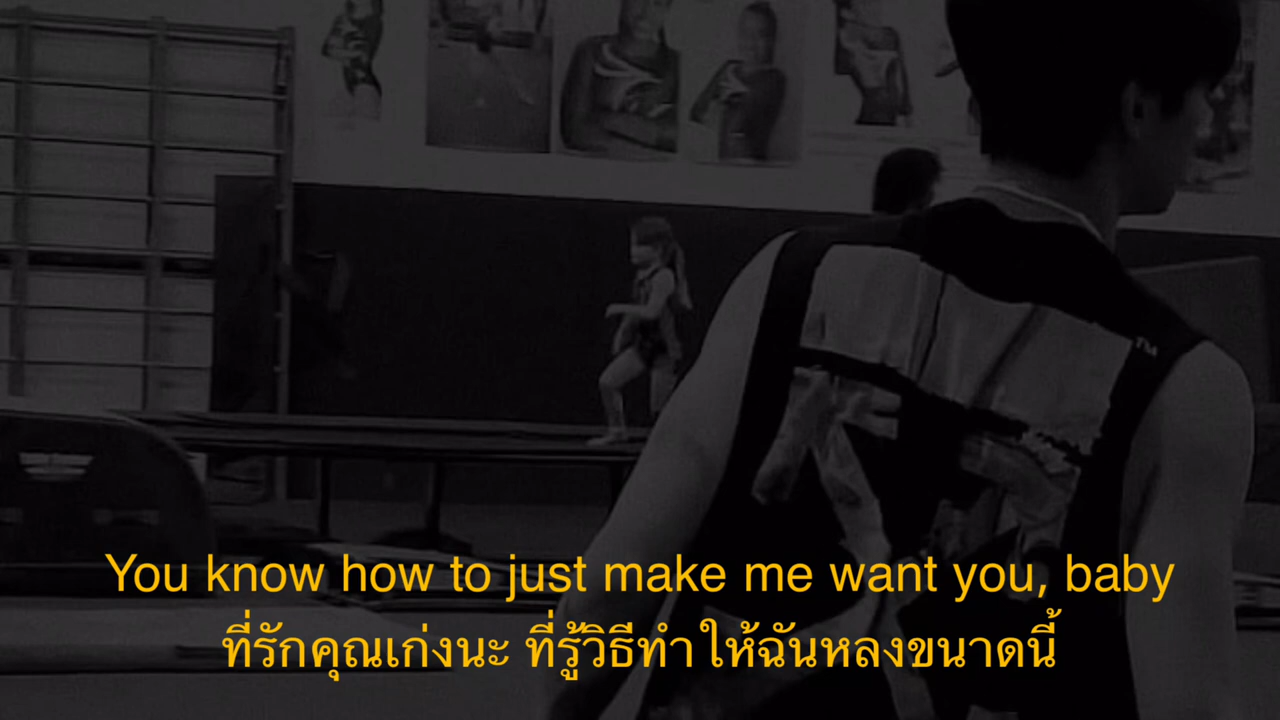 TM
You know how to just make me want you, baby
ที่รักคุณเก่งนะ ที่รู้วิธีทำให้ฉันหลงขนาดนี้